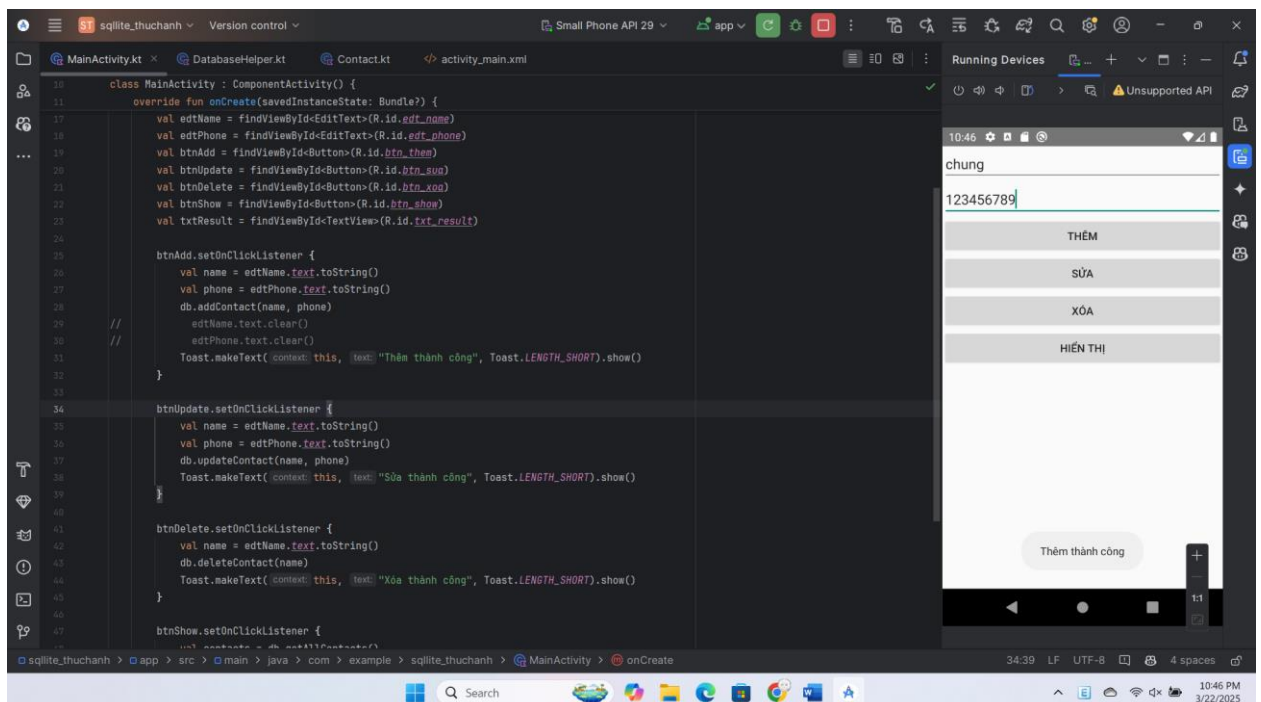 ST sqllite_thuchanh Version control Small Phone API 29 app
MainActivity.kt DatabaseHelper.kt Contact.kt activity_main.xml
Running Devices
10 class MainActivity : ComponentActivity() {
11 override fun onCreate(savedInstanceState: Bundle?) {
17 val edtName = findViewById<EditText>(R.id.edt_name)
18 val edtPhone = findViewById<EditText>(R.id.edt_phone)
19 val btnAdd = findViewById<Button>(R.id.btn_them)
20 val btnUpdate = findViewById<Button>(R.id.btn_sua)
21 val btnDelete = findViewById<Button>(R.id.btn_xoa)
22 val btnShow = findViewById<Button>(R.id.btn_show)
23 val txtResult = findViewById<TextView>(R.id.txt_result)
24
25 btnAdd.setOnClickListener {
26 val name = edtName.text.toString()
27 val phone = edtPhone.text.toString()
28 db.addContact(name, phone)
29 // edtName.text.clear()
30 // edtPhone.text.clear()
31 Toast.makeText( context: this, text: "Thêm thành công", Toast.LENGTH_SHORT).show()
32 }
33
34 btnUpdate.setOnClickListener {
35 val name = edtName.text.toString()
36 val phone = edtPhone.text.toString()
37 db.updateContact(name, phone)
38 Toast.makeText( context: this, text: "Sửa thành công", Toast.LENGTH_SHORT).show()
39 }
40
41 btnDelete.setOnClickListener {
42 val name = edtName.text.toString()
43 db.deleteContact(name)
44 Toast.makeText( context: this, text: "Xóa thành công", Toast.LENGTH_SHORT).show()
45 }
46
47 btnShow.setOnClickListener {
val contacts = db.getAllContacts()
Unsupported API
10:46
chung
123456789
THÊM
SỬA
XÓA
HIỂN THỊ
Thêm thành công
1:1
sqllite_thuchanh > app > src > main > java > com > example > sqllite_thuchanh > MainActivity > onCreate
34:39 LF UTF-8 4 spaces
Search
10:46 PM
3/22/2025